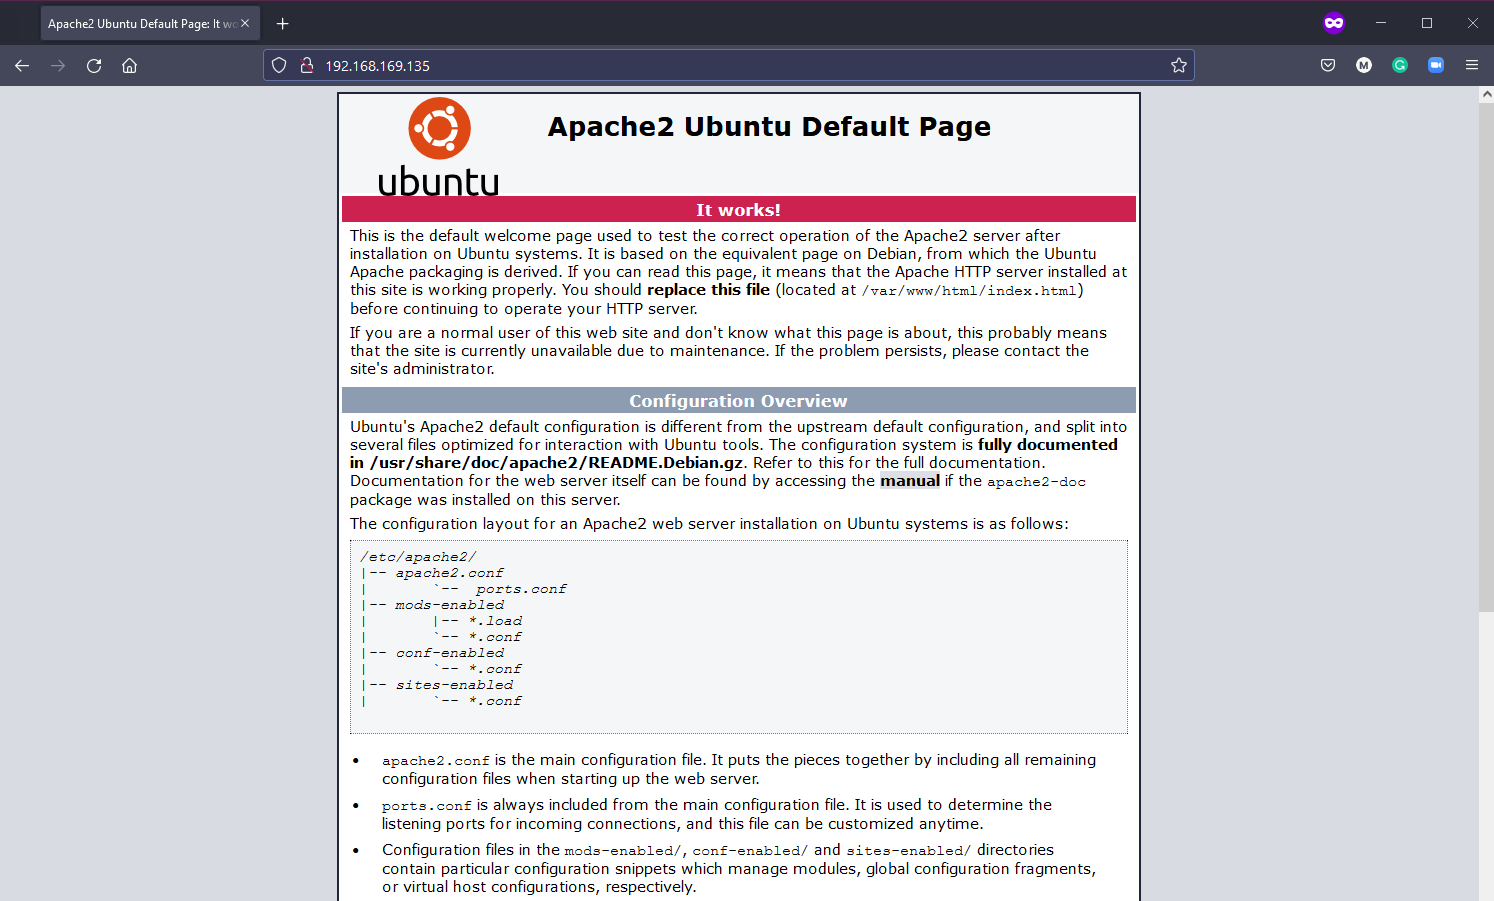 Apache2 Ubuntu Default Page: It wo
192.168.169.135
M
G
ubuntu
Apache2 Ubuntu Default Page
It works!
This is the default welcome page used to test the correct operation of the Apache2 server after
installation on Ubuntu systems. It is based on the equivalent page on Debian, from which the Ubuntu
Apache packaging is derived. If you can read this page, it means that the Apache HTTP server installed at
this site is working properly. You should replace this file (located at /var/www/html/index.html)
before continuing to operate your HTTP server.
If you are a normal user of this web site and don't know what this page is about, this probably means
that the site is currently unavailable due to maintenance. If the problem persists, please contact the
site's administrator.
Configuration Overview
Ubuntu's Apache2 default configuration is different from the upstream default configuration, and split into
several files optimized for interaction with Ubuntu tools. The configuration system is fully documented
in /usr/share/doc/apache2/README.Debian.gz. Refer to this for the full documentation.
Documentation for the web server itself can be found by accessing the manual if the apache2-doc
package was installed on this server.
The configuration layout for an Apache2 web server installation on Ubuntu systems is as follows:
/etc/apache2/
|-- apache2.conf
|       `--  ports.conf
|-- mods-enabled
|       |-- *.load
|       `-- *.conf
|-- conf-enabled
|       `-- *.conf
|-- sites-enabled
|       `-- *.conf
• apache2.conf is the main configuration file. It puts the pieces together by including all remaining
configuration files when starting up the web server.
• ports.conf is always included from the main configuration file. It is used to determine the
listening ports for incoming connections, and this file can be customized anytime.
• Configuration files in the mods-enabled/, conf-enabled/ and sites-enabled/ directories
contain particular configuration snippets which manage modules, global configuration fragments,
or virtual host configurations, respectively.